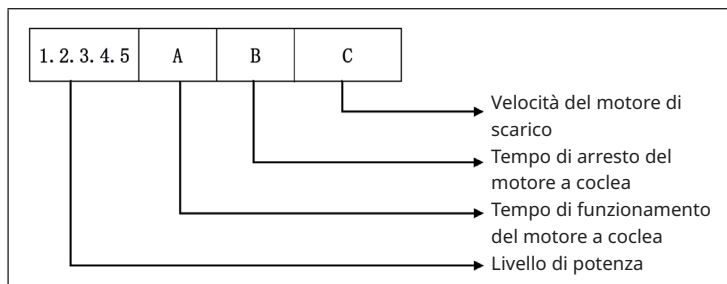 1.2.3.4.5 A B C
Velocità del motore di
scarico
Tempo di arresto del
motore a coclea
Tempo di funzionamento
del motore a coclea
Livello di potenza